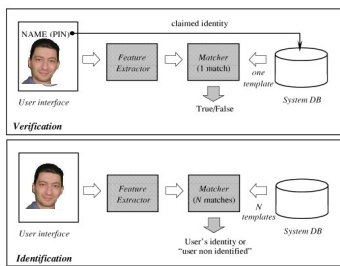 claimed identity
NAME (PIN)
Feature
Extractor
Matcher
(1 match)
one
template
System DB
User interface
True/False
Verification
Feature
Extractor
Matcher
(N matches)
N
templates
System DB
User interface
User's identity or
"user non identified"
Identification